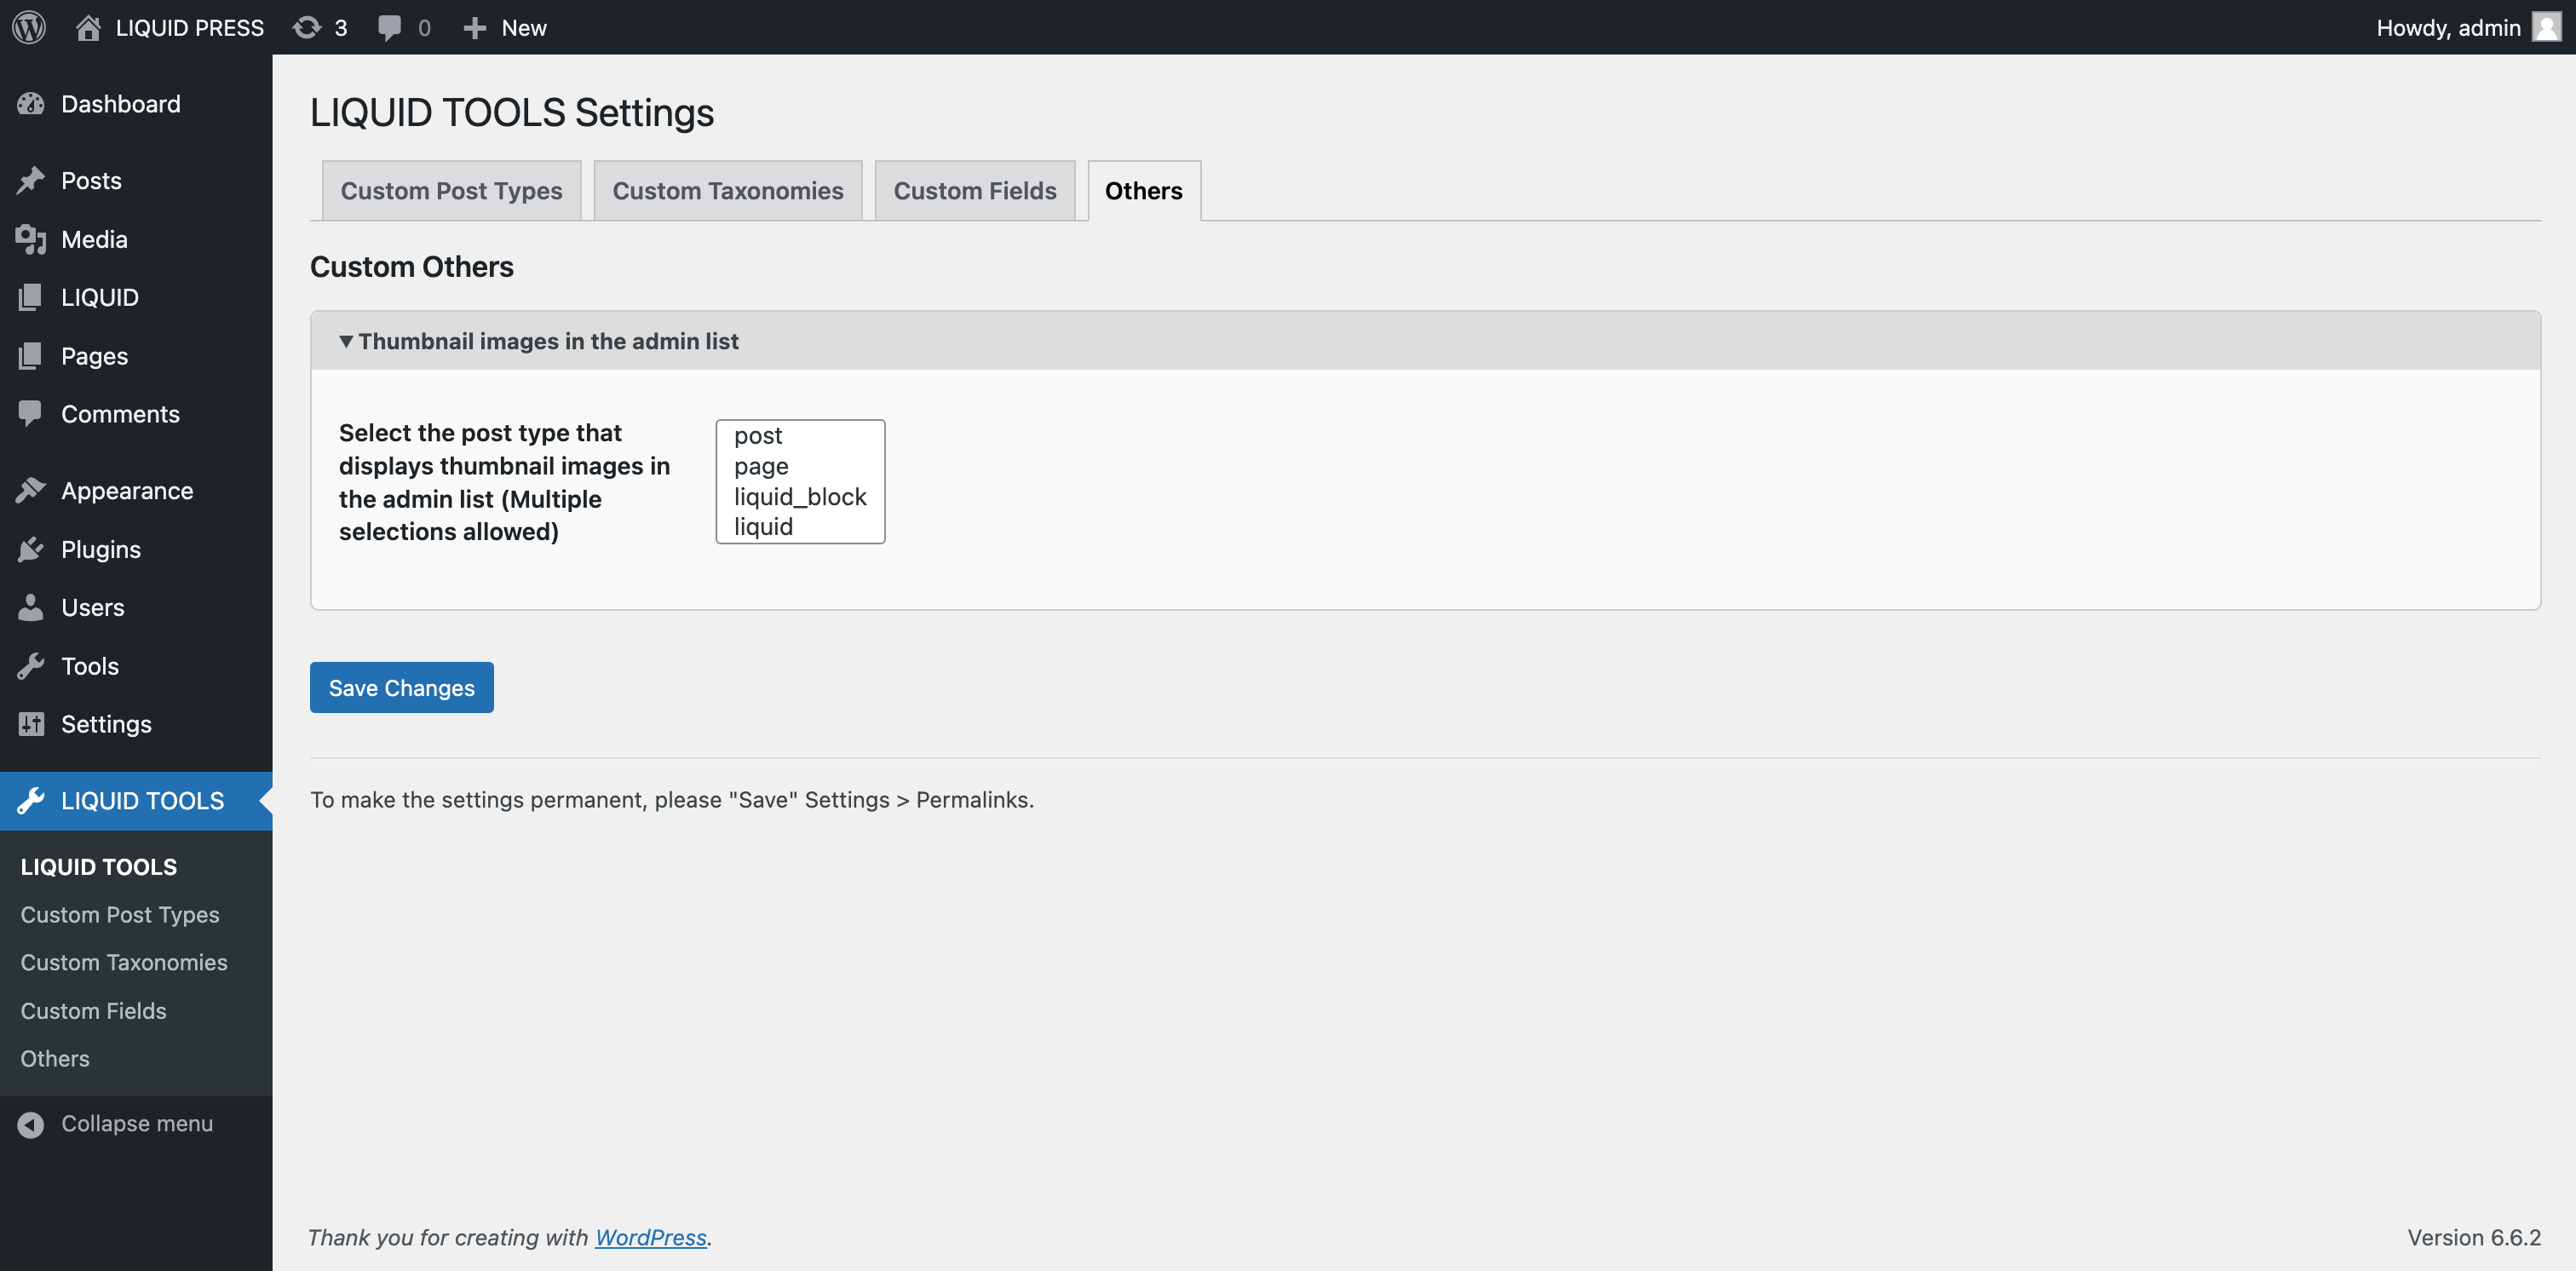 LIQUID PRESS 3 0 New Howdy, admin
Dashboard
Posts
Media
LIQUID
Pages
Comments
Appearance
Plugins
Users
Tools
Settings
LIQUID TOOLS
LIQUID TOOLS
Custom Post Types
Custom Taxonomies
Custom Fields
Others
Collapse menu
LIQUID TOOLS Settings
Custom Post Types Custom Taxonomies Custom Fields Others
Custom Others
▼ Thumbnail images in the admin list
Select the post type that
displays thumbnail images in
the admin list (Multiple
selections allowed)
post
page
liquid_block
liquid
Save Changes
To make the settings permanent, please "Save" Settings > Permalinks.
Thank you for creating with WordPress.
Version 6.6.2